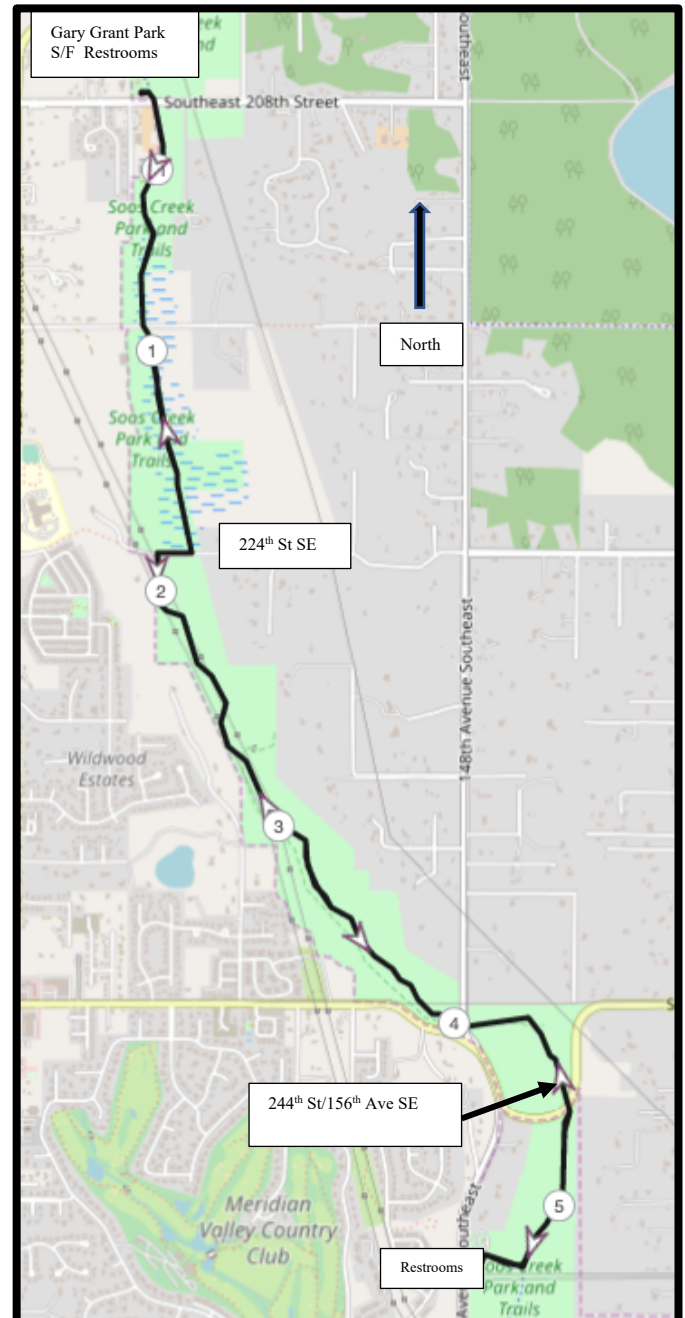 Gary Grant Park
S/F Restrooms
Southeast 208th Street
Southeast
Soos Creek
Park and
Trails
North
1
Soos Creek
Park and
Trails
224th St SE
2
148th Avenue Southeast
Wildwood
Estates
3
4
S
244th St/156th Ave SE
5
Meridian
Valley Country
Club
Restrooms
Soos Creek
Park and
Trails